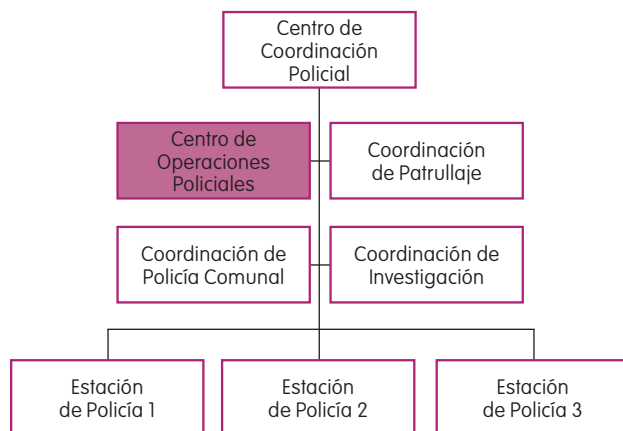 Centro de
Coordinación
Policial
Centro de
Operaciones
Policiales
Coordinación
de Patrullaje
Coordinación de
Policía Comunal
Coordinación de
Investigación
Estación
de Policía 1
Estación
de Policía 2
Estación
de Policía 3